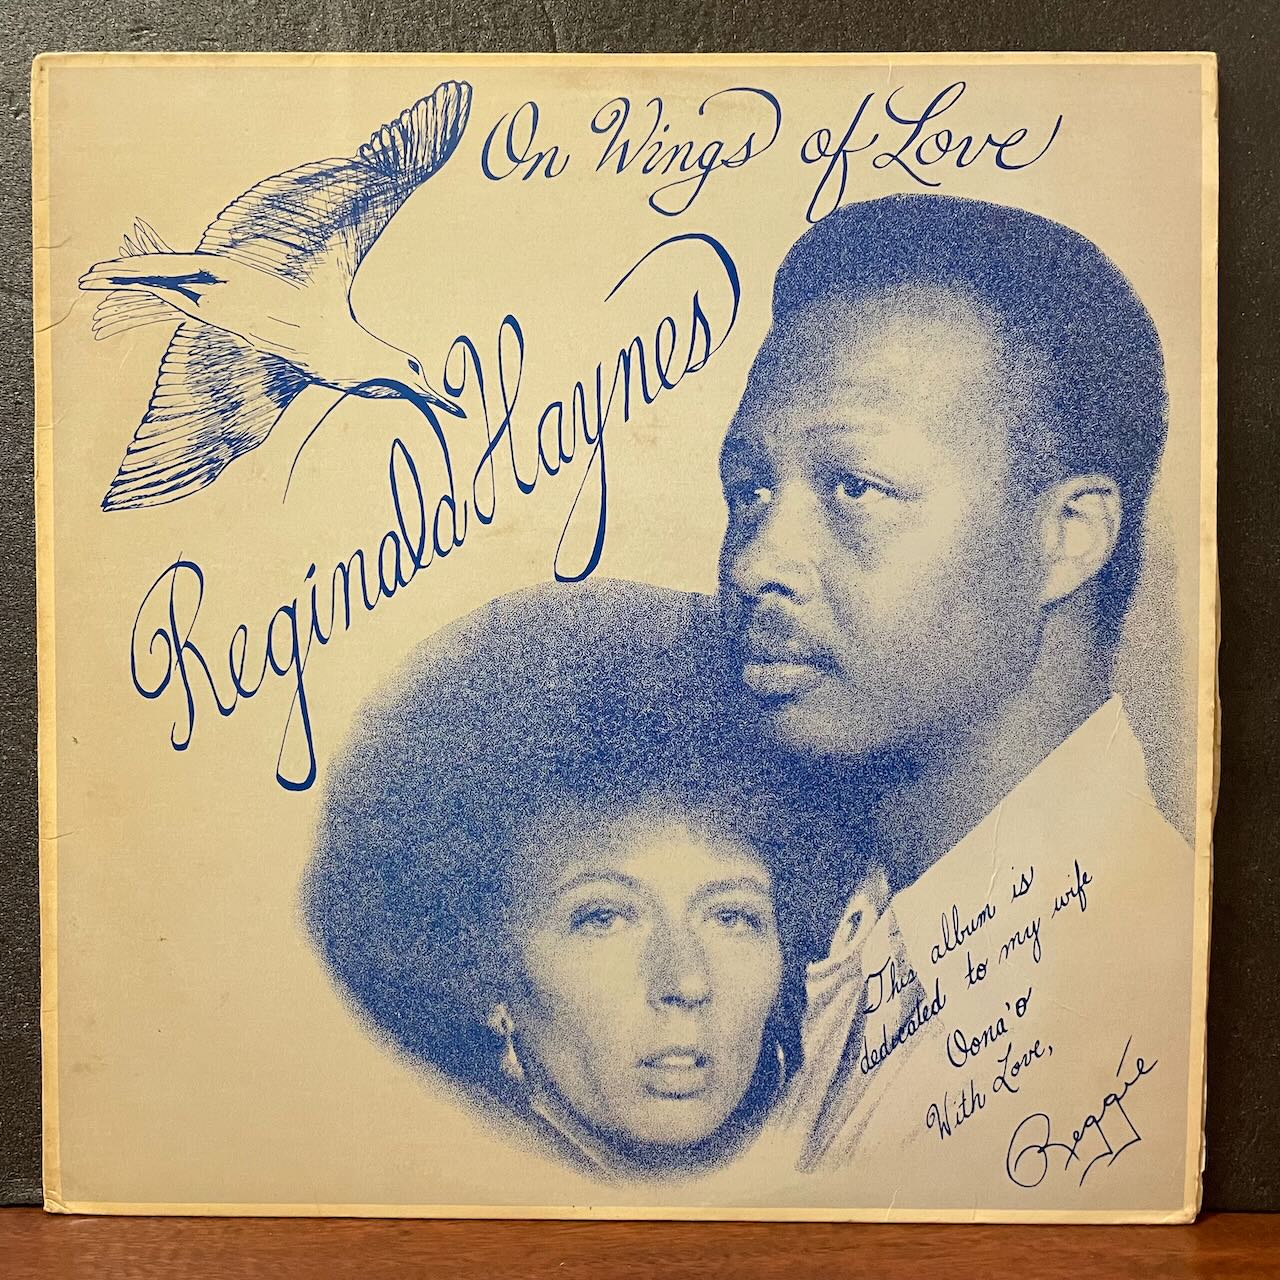 On Wings of Love
Reginald Haynes
This album is
dedicated to my wife
Oona'o
With Love,
Reggie